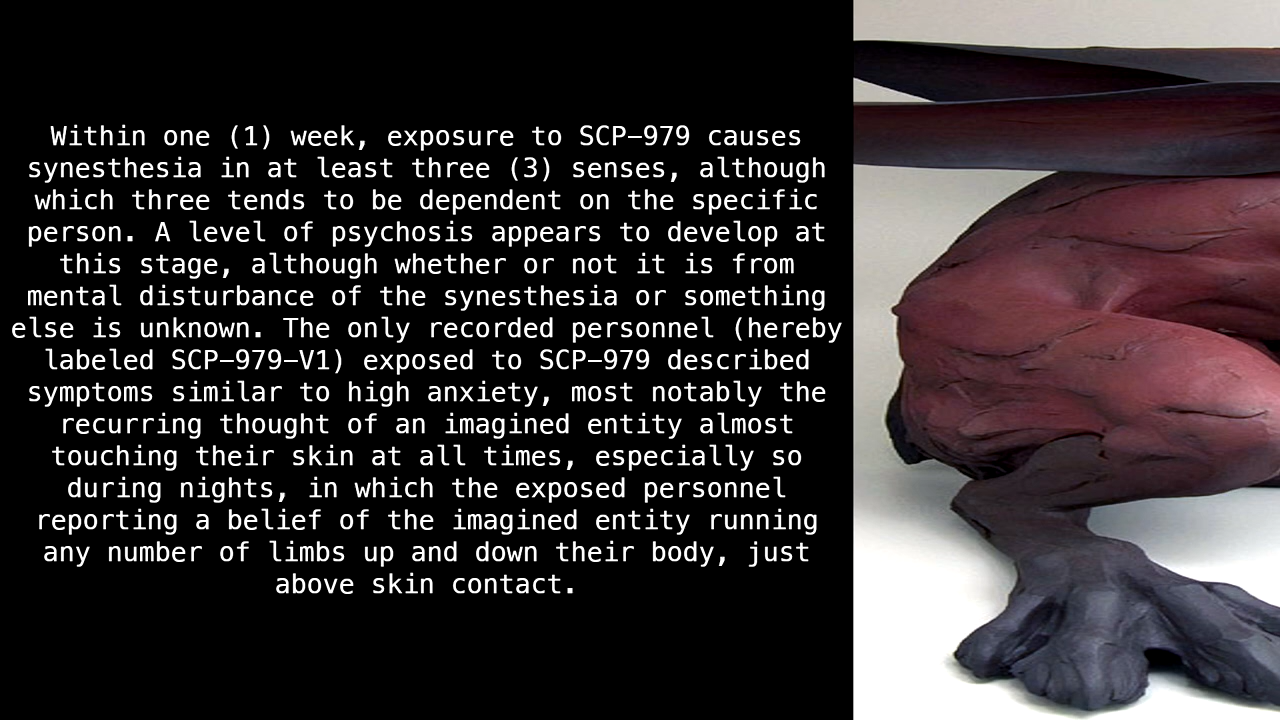 Within one (1) week, exposure to SCP-979 causes
synesthesia in at least three (3) senses, although
which three tends to be dependent on the specific
person. A level of psychosis appears to develop at
this stage, although whether or not it is from
mental disturbance of the synesthesia or something
else is unknown. The only recorded personnel (hereby
labeled SCP-979-V1) exposed to SCP-979 described
symptoms similar to high anxiety, most notably the
recurring thought of an imagined entity almost
touching their skin at all times, especially so
during nights, in which the exposed personnel
reporting a belief of the imagined entity running
any number of limbs up and down their body, just
above skin contact.